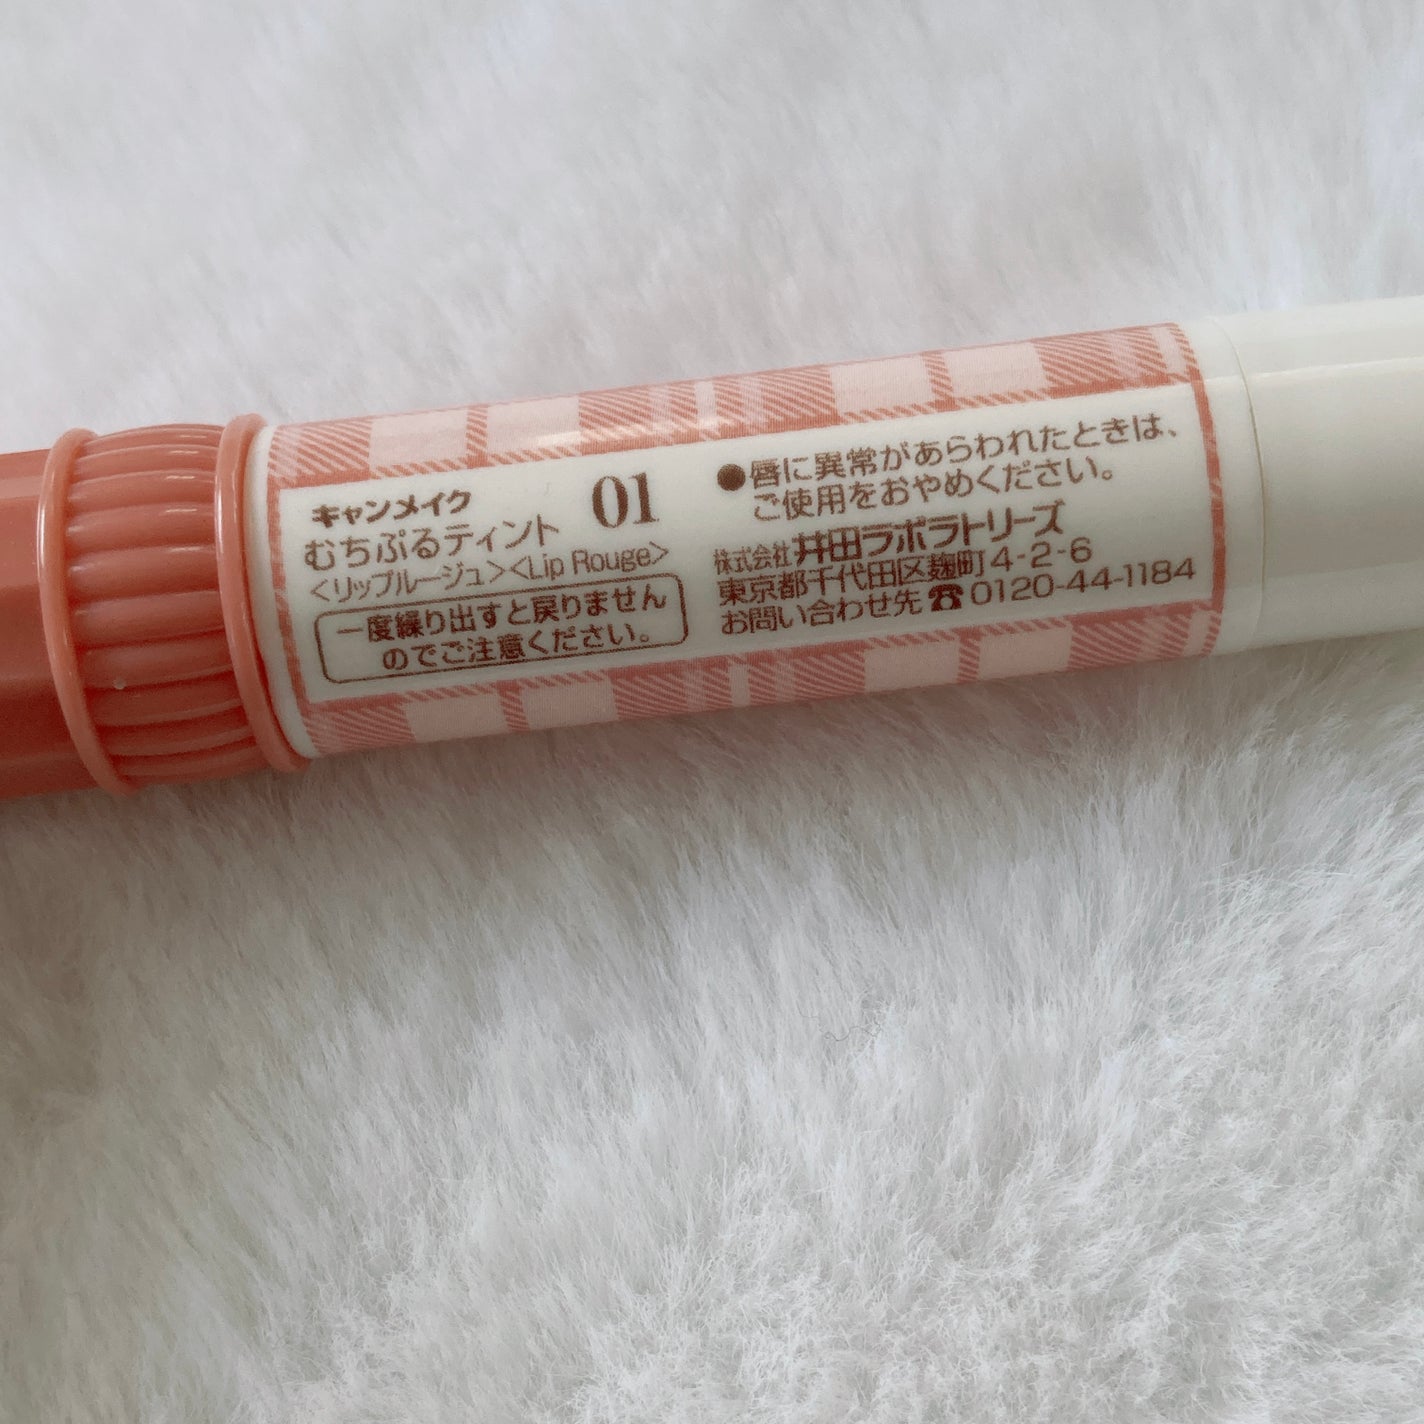 キャンメイク
むちぷるティント 01
<リップルージュ><Lip Rouge>
一度繰り出すと戻りません
のでご注意ください。
●唇に異常があらわれたときは、
ご使用をおやめください。
株式会社 井田ラボラトリーズ
東京都千代田区麹町4-2-6
お問い合わせ先 ☎0120-44-1184